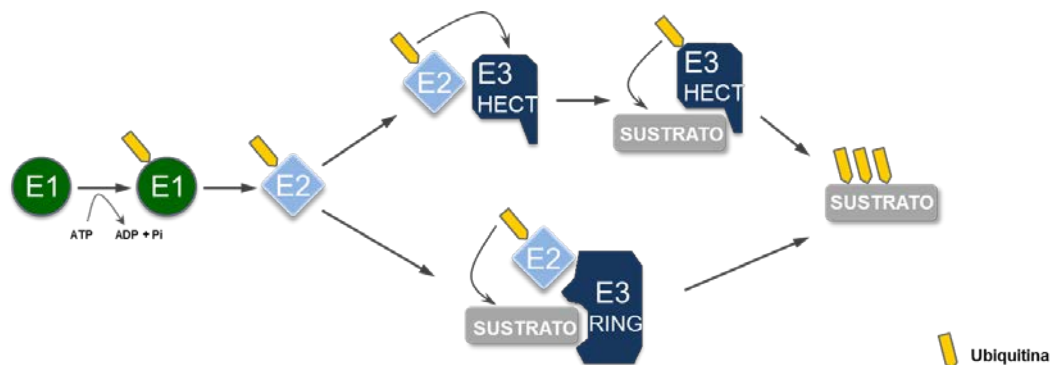 E1
ATP
ADP + Pi
E1
E2
E2
E3
HECT
E3
HECT
SUSTRATO
E2
E3
RING
SUSTRATO
SUSTRATO
Ubiquitina